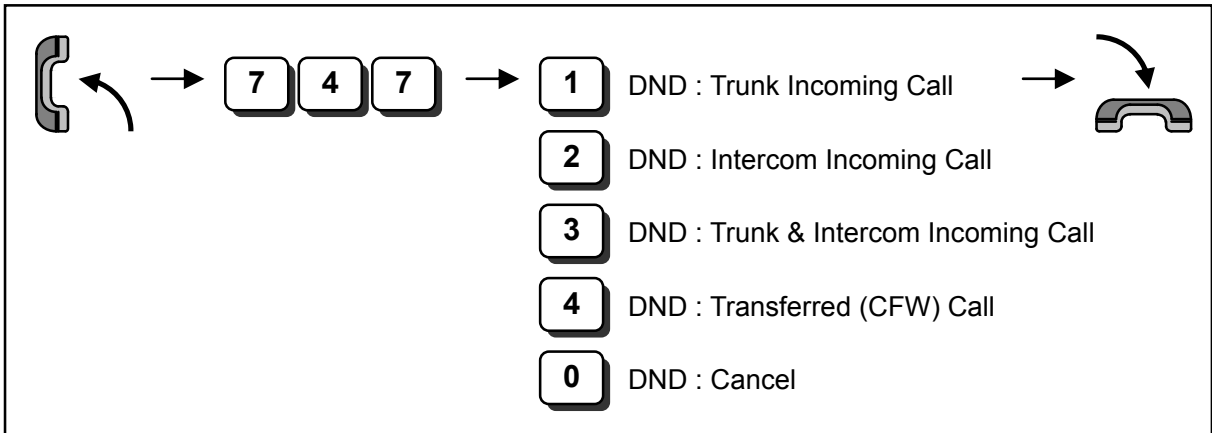 7 4 7 1 DND : Trunk Incoming Call
2 DND : Intercom Incoming Call
3 DND : Trunk & Intercom Incoming Call
4 DND : Transferred (CFW) Call
0 DND : Cancel